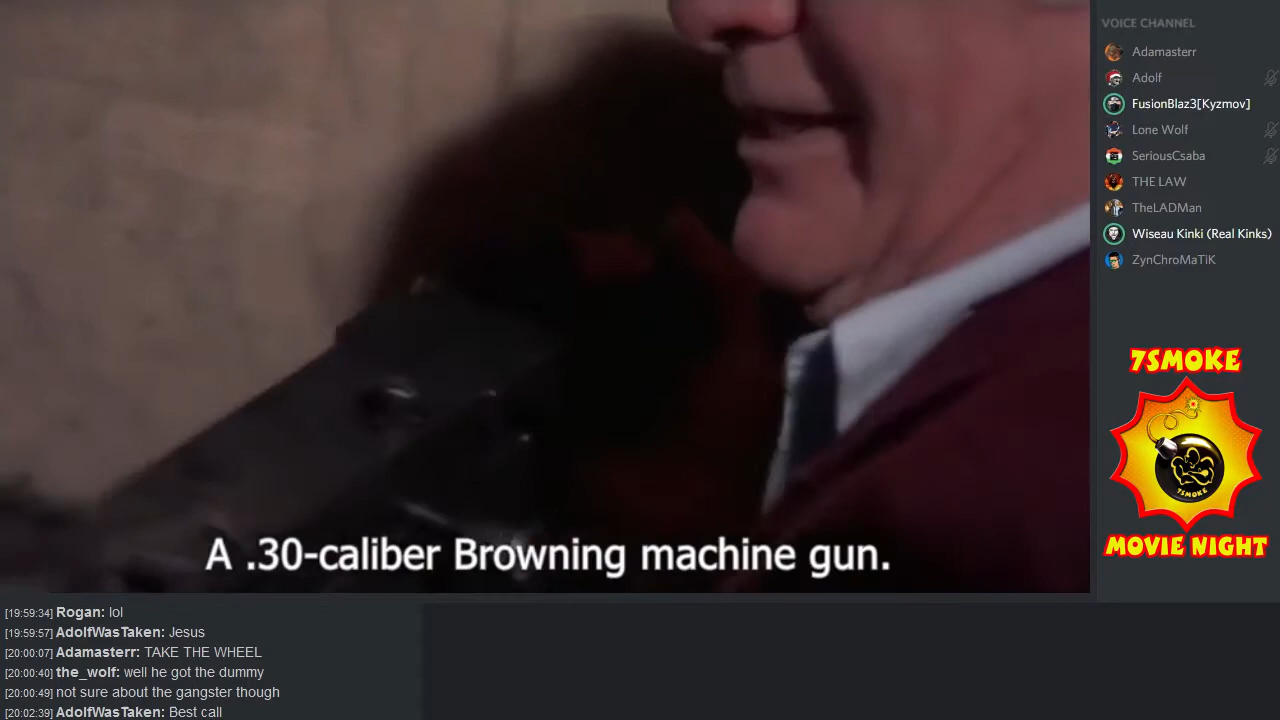 VOICE CHANNEL
Adamasterr
Adolf
FusionBlaz3[Kyzmov]
Lone Wolf
SeriousCsaba
THE LAW
TheLADMan
Wiseau Kinki (Real Kinks)
ZynChroMaTiK
7SMOKE
7SMOKE
MOVIE NIGHT
A .30-caliber Browning machine gun.
[19:59:34] Rogan: lol
[19:59:57] AdolfWasTaken: Jesus
[20:00:07] Adamasterr: TAKE THE WHEEL
[20:00:40] the_wolf: well he got the dummy
[20:00:49] not sure about the gangster though
[20:02:39] AdolfWasTaken: Best call